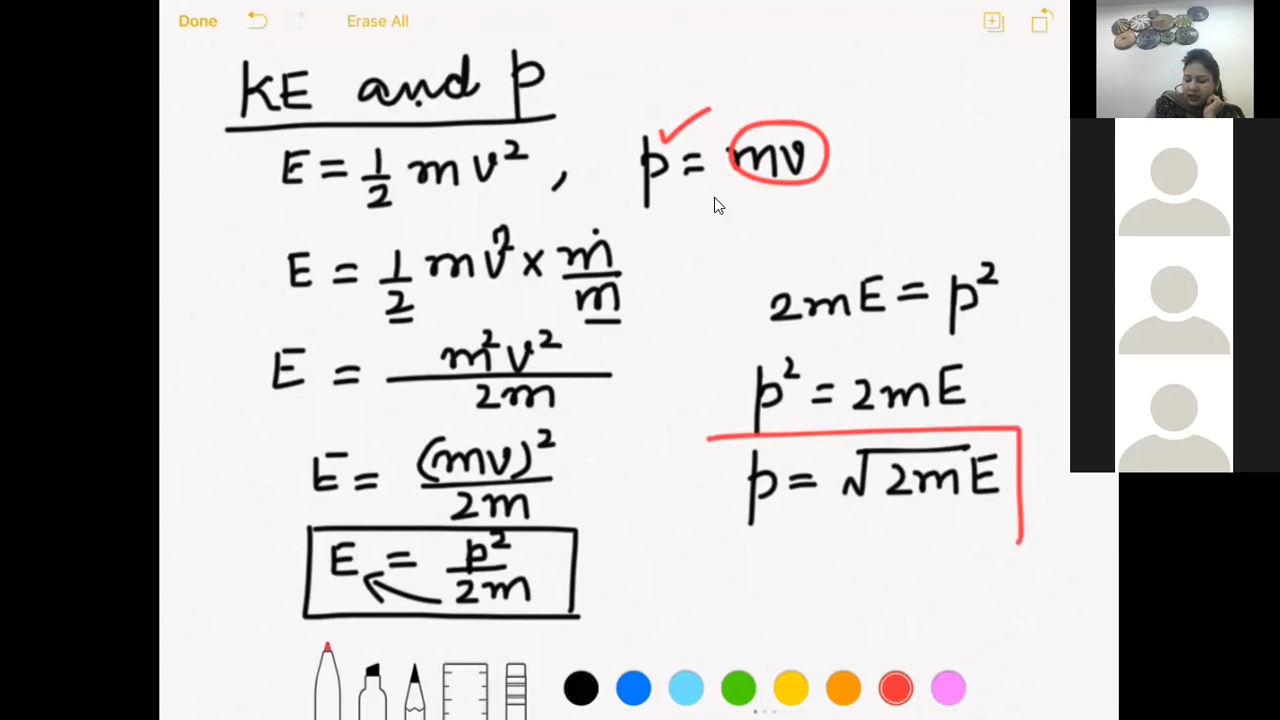 Done Erase All
KE and p
E = 1/2 mv², p = mv
E = 1/2 mv² × m/m
E = m²v²/2m
E = (mv)²/2m
E = p²/2m
2mE = p²
p² = 2mE
p = √2mE